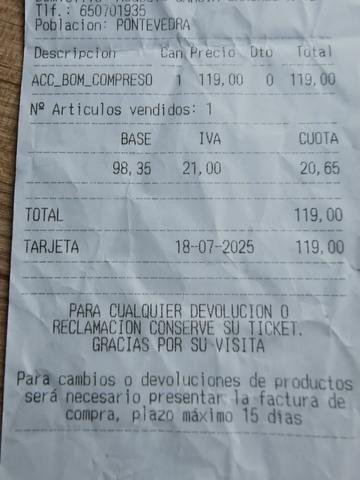 Tlf.: 650701935
Poblacion: PONTEVEDRA
Descripcion Can Precio Dto Total
ACC_BOM_COMPRESO 1 119,00 0 119,00
Nº Articulos vendidos: 1
BASE IVA CUOTA
98,35 21,00 20,65
TOTAL 119,00
TARJETA 18-07-2025 119,00
PARA CUALQUIER DEVOLUCION O
RECLAMACION CONSERVE SU TICKET.
GRACIAS POR SU VISITA
Para cambios o devoluciones de productos
será necesario presentar la factura de
compra, plazo máximo 15 dias